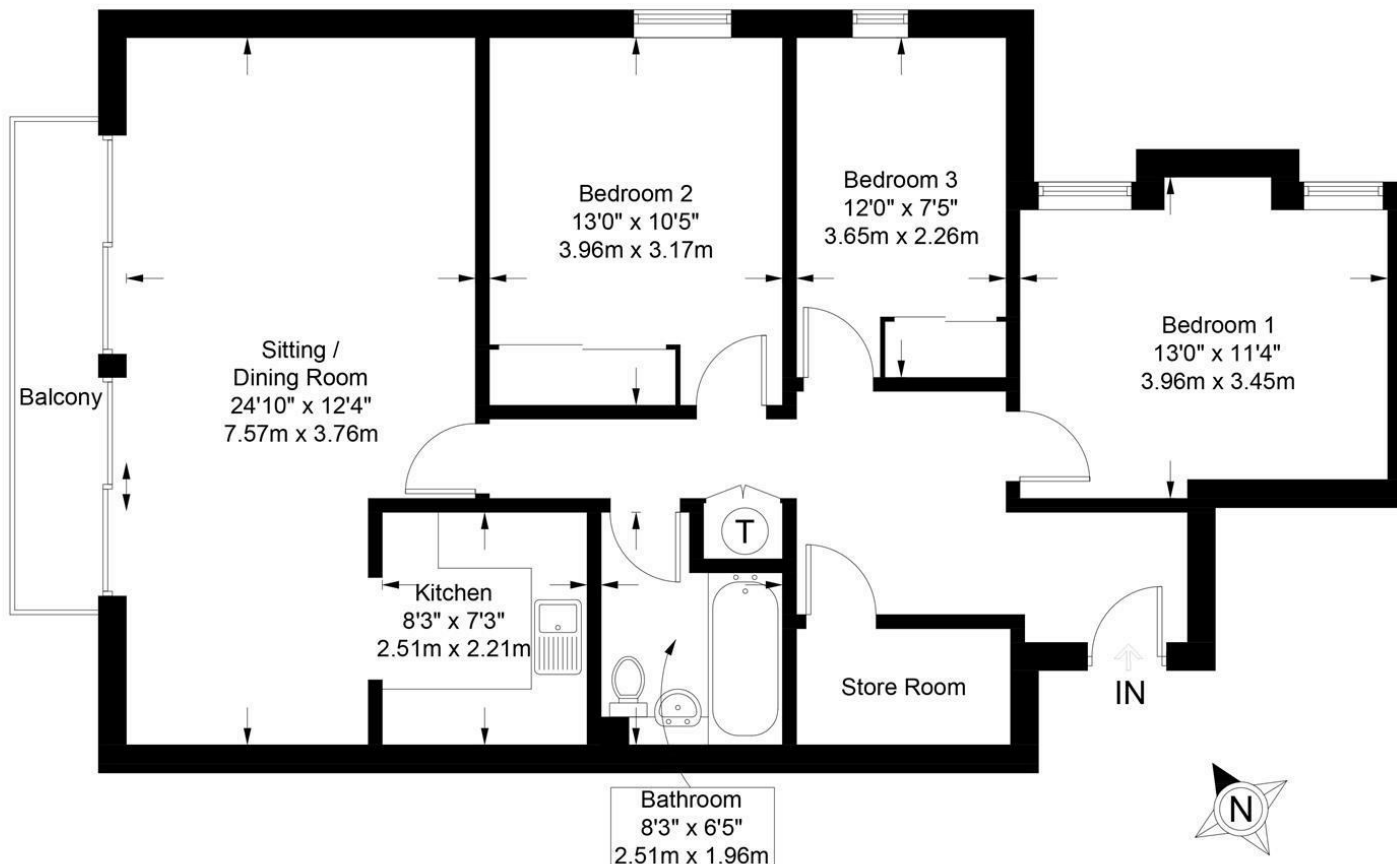 Balcony
Sitting /
Dining Room
24'10" x 12'4"
7.57m x 3.76m
Bedroom 2
13'0" x 10'5"
3.96m x 3.17m
Bedroom 3
12'0" x 7'5"
3.65m x 2.26m
Bedroom 1
13'0" x 11'4"
3.96m x 3.45m
Kitchen
8'3" x 7'3"
2.51m x 2.21m
T
Store Room
IN
Bathroom
8'3" x 6'5"
2.51m x 1.96m
N